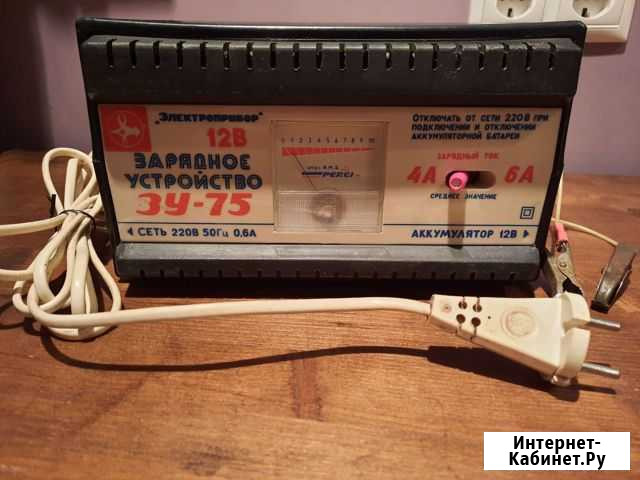 „Электроприбор"
12В
ЗАРЯДНОЕ
УСТРОЙСТВО
ЗУ-75
◀ СЕТЬ 220В 50Гц 0,6А
0 1 2 3 4 5 6 7 8 9 10
PERCI
ОТКЛЮЧАТЬ ОТ СЕТИ 220В ПРИ
ПОДКЛЮЧЕНИИ И ОТКЛЮЧЕНИИ
АККУМУЛЯТОРНОЙ БАТАРЕИ
ЗАРЯДНЫЙ ТОК
4А 6А
СРЕДНЕЕ ЗНАЧЕНИЕ
АККУМУЛЯТОР 12В ▶
Интернет-
Кабинет.Ру